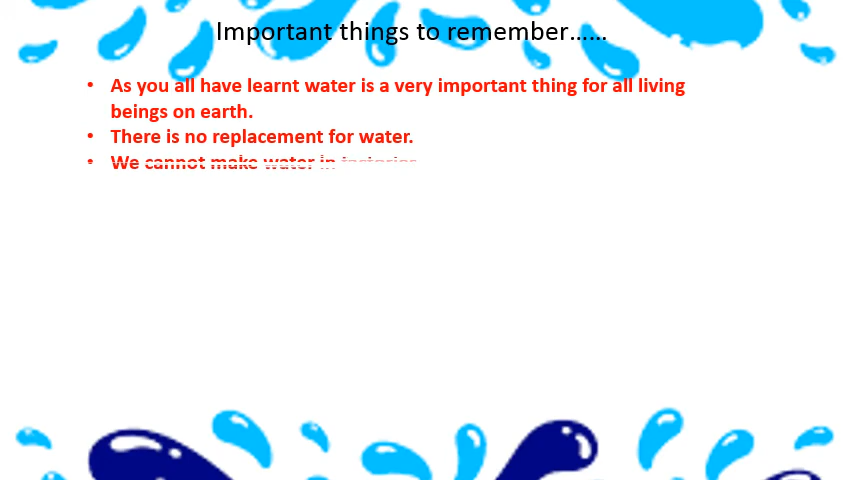 Important things to remember......
• As you all have learnt water is a very important thing for all living
beings on earth.
• There is no replacement for water.
• We cannot make water in